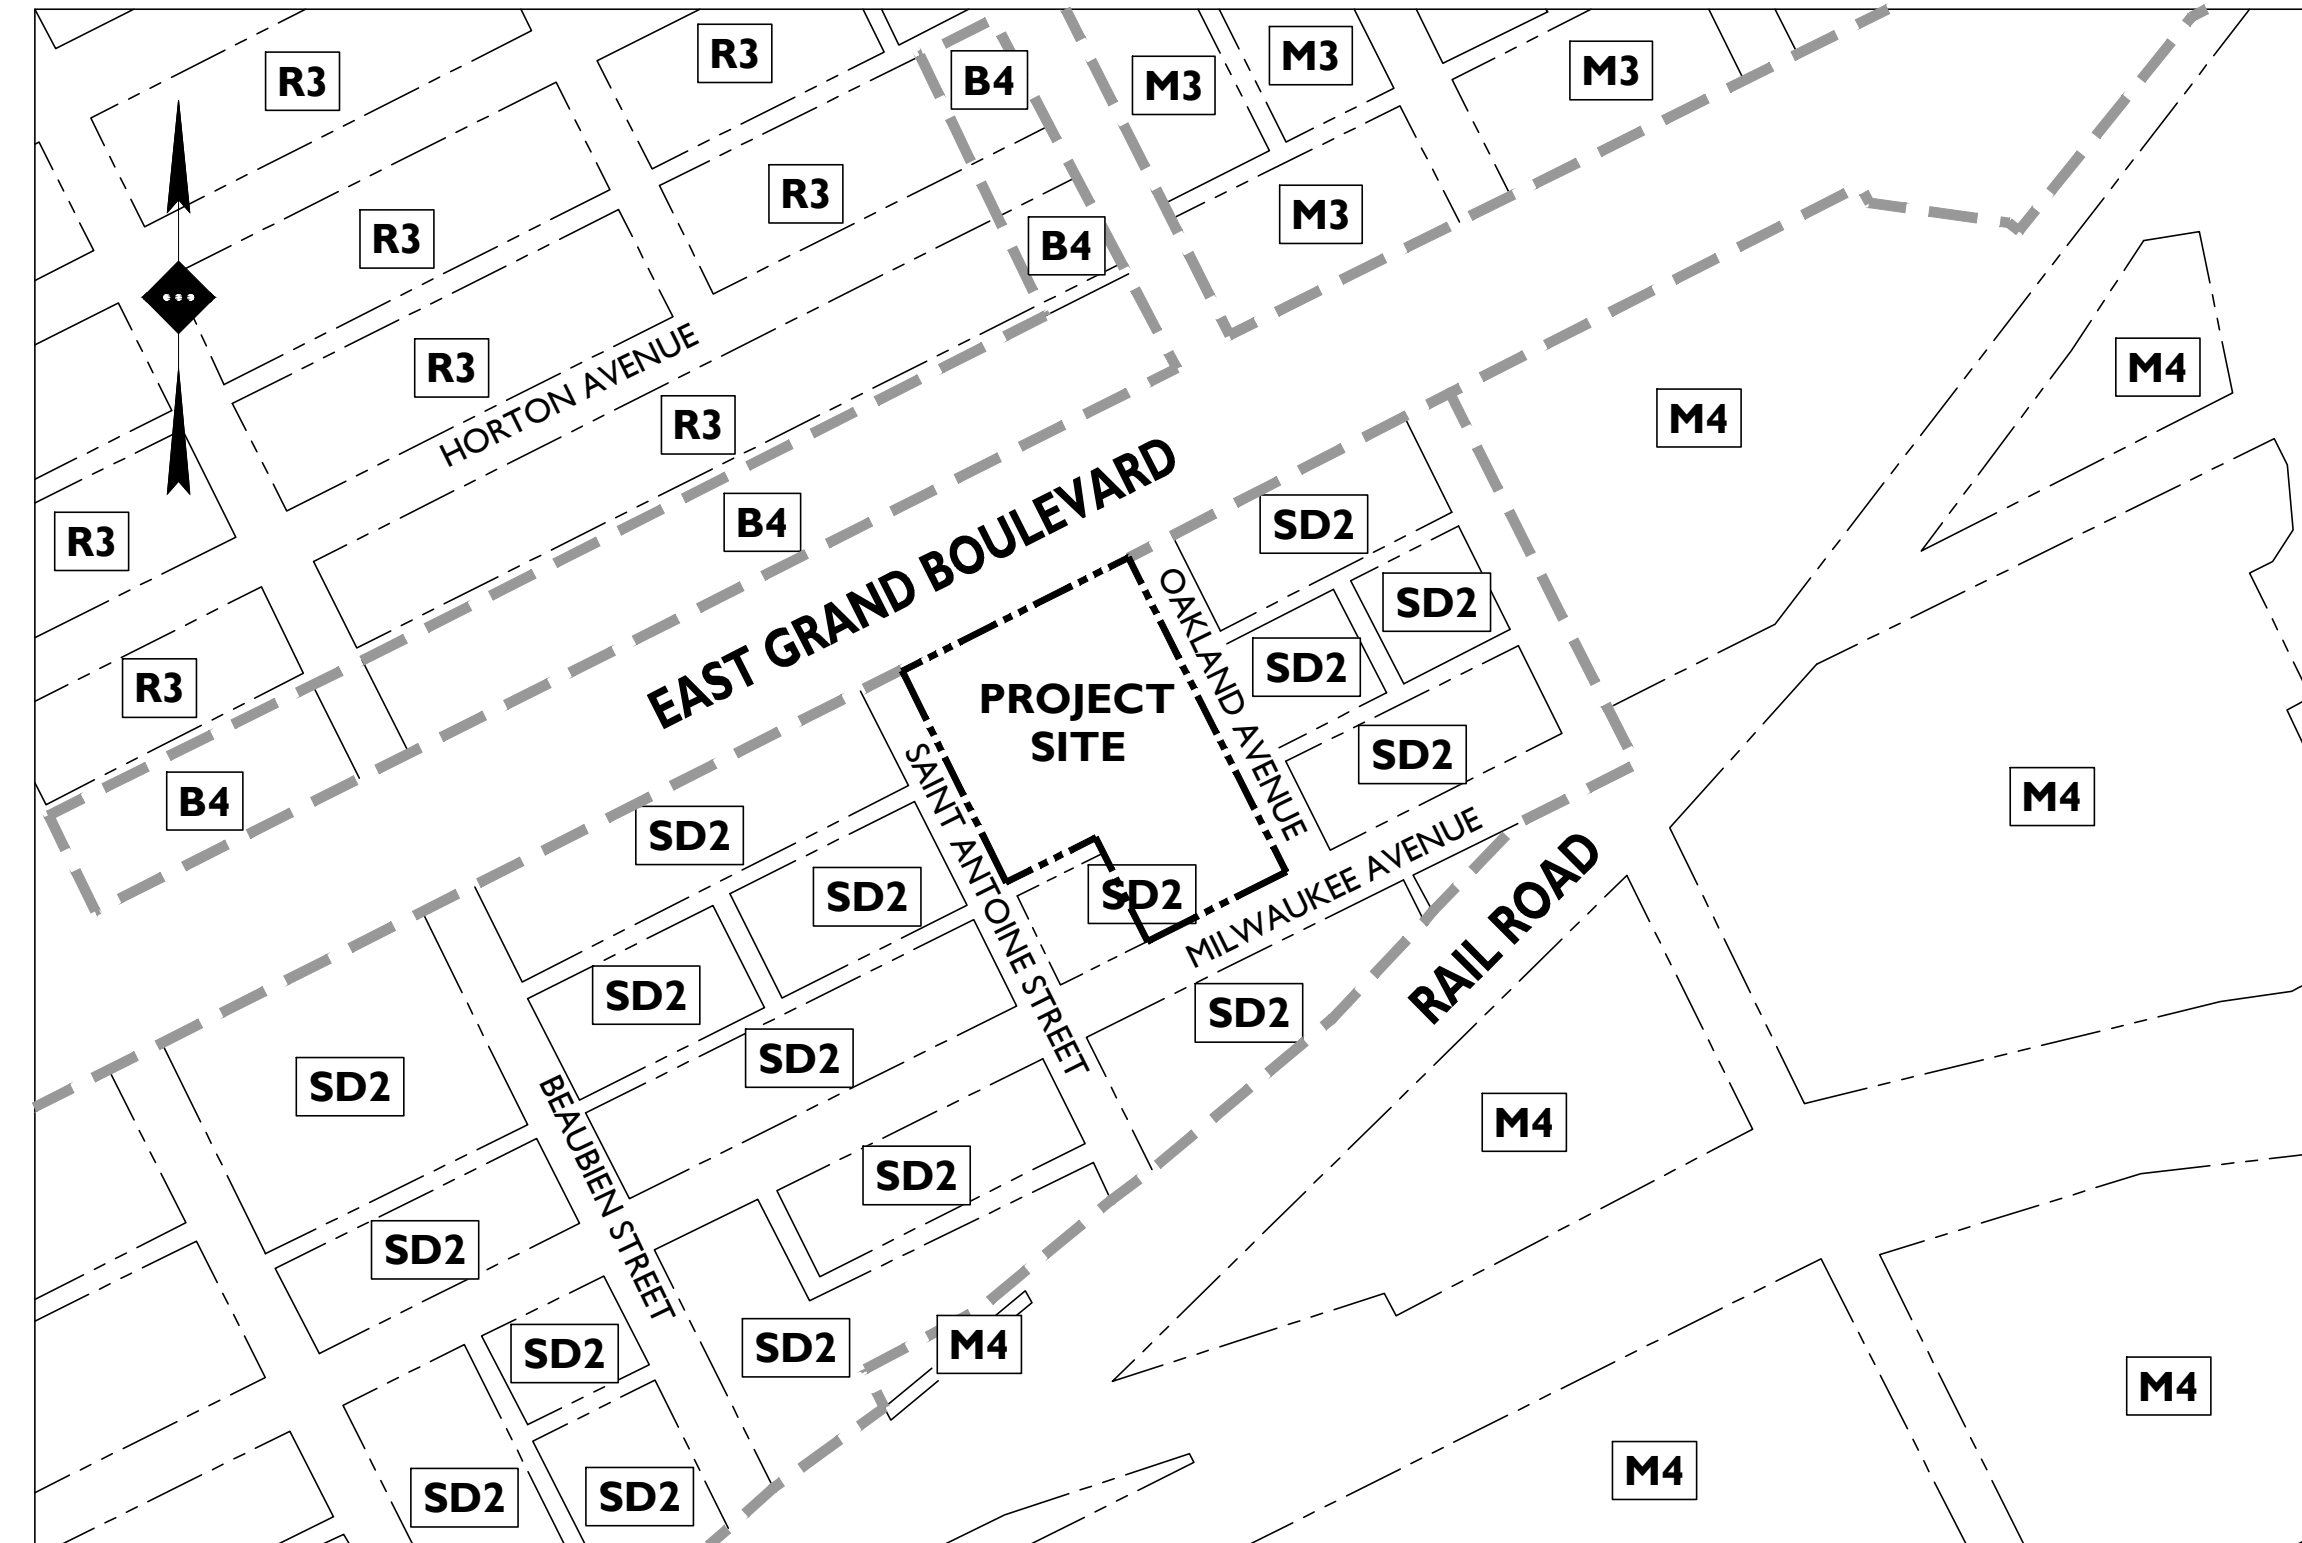 R3
R3
B4
M3
M3
M3
R3
R3
M3
B4
R3
HORTON AVENUE
R3
M4
M4
R3
B4
EAST GRAND BOULEVARD
SD2
SD2
SD2
OAKLAND AVENUE
R3
PROJECT
SITE
SD2
B4
M4
SD2
SAINT ANTOINE STREET
SD2
SD2
MILWAUKEE AVENUE
RAIL ROAD
SD2
SD2
SD2
SD2
BEAUBIEN STREET
M4
SD2
SD2
SD2
SD2
M4
M4
SD2
SD2
M4